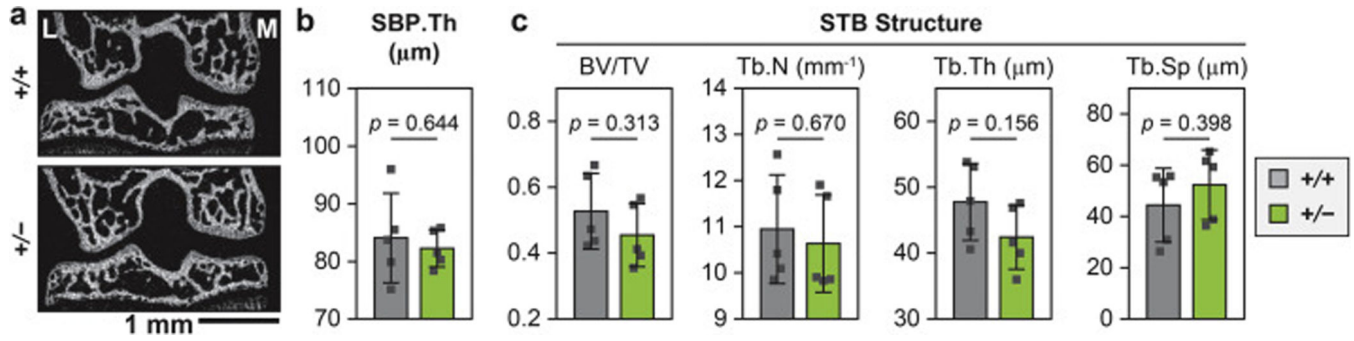 a
L
M
+/+
+/−
1 mm
b
SBP.Th
(μm)
110
100
90
80
70
p = 0.644
c
STB Structure
BV/TV
0.8
0.6
0.4
0.2
p = 0.313
Tb.N (mm-1)
14
13
12
11
10
9
p = 0.670
Tb.Th (μm)
60
50
40
30
p = 0.156
Tb.Sp (μm)
80
60
40
20
0
p = 0.398
+/+
+/−